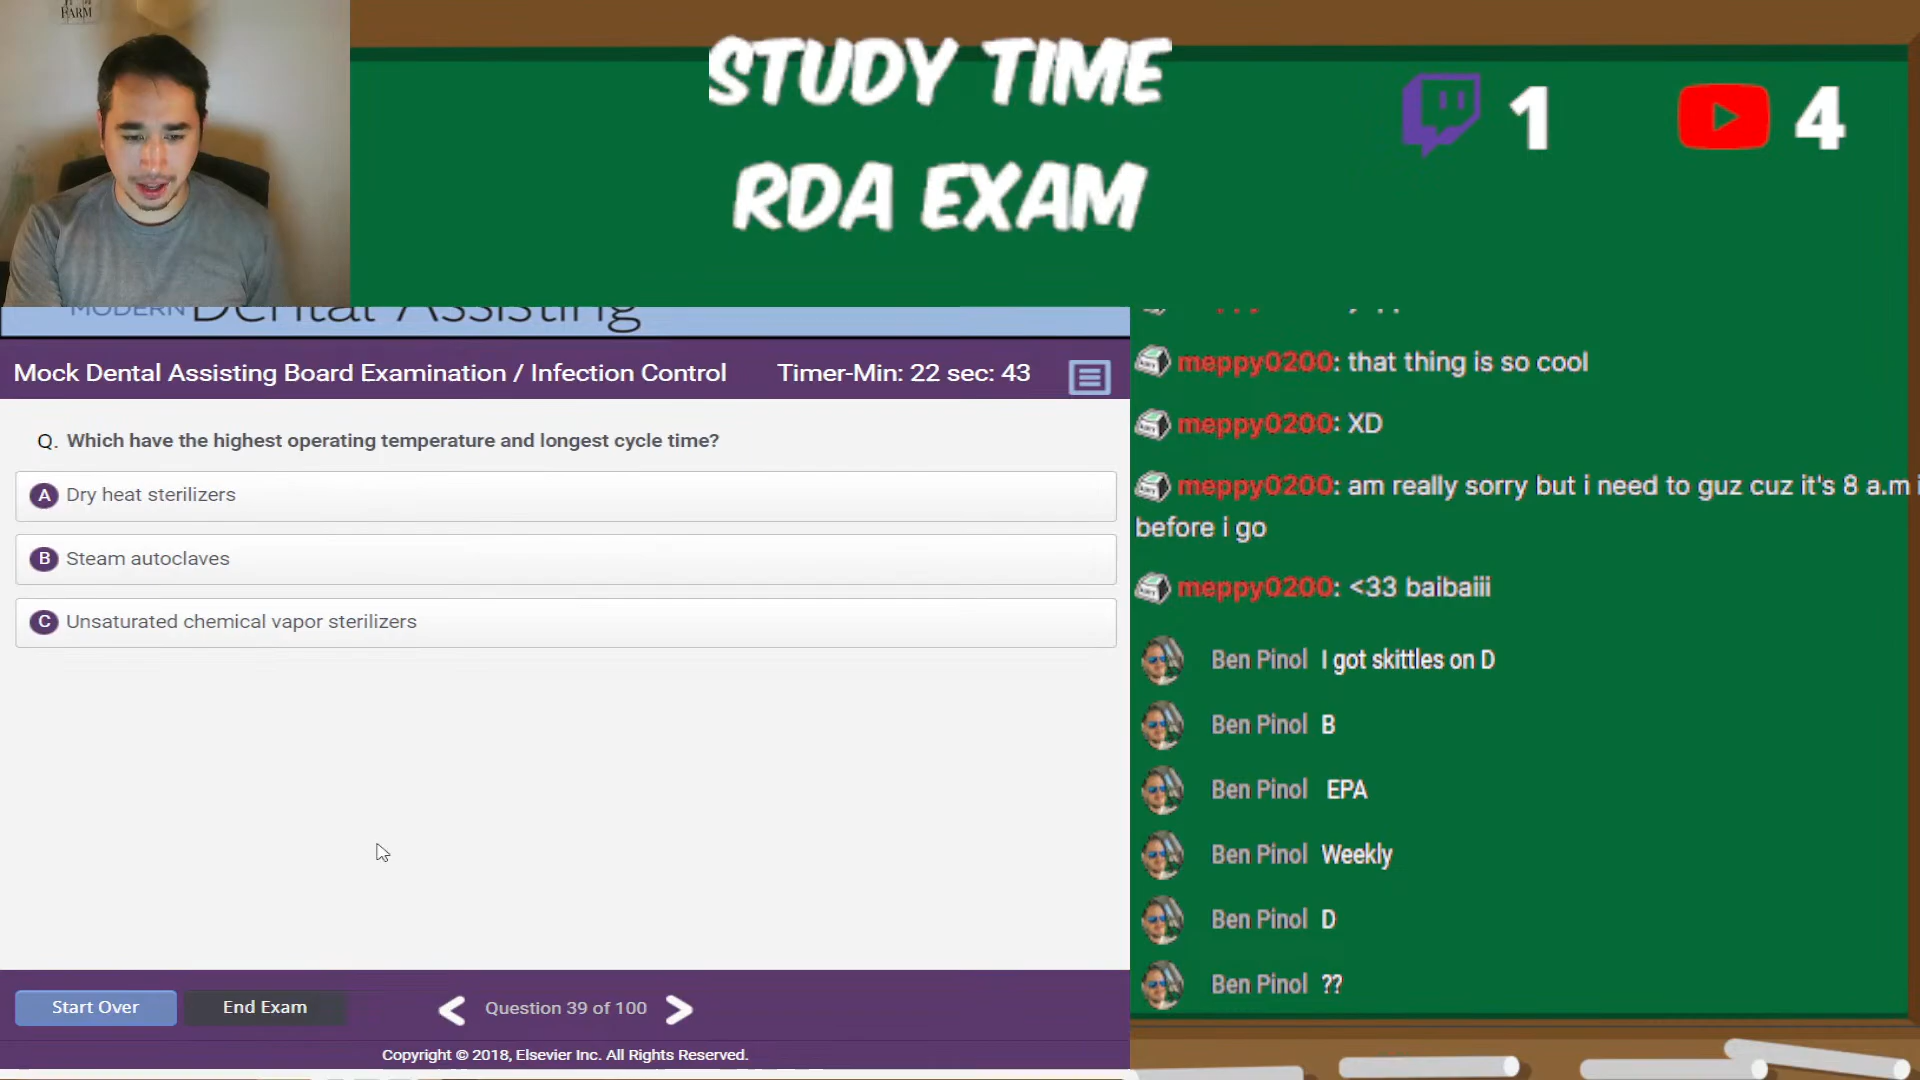 FARM
STUDY TIME
RDA EXAM
1
4
MODERN Dental Assisting
Mock Dental Assisting Board Examination / Infection Control
Timer-Min: 22 sec: 43
Q. Which have the highest operating temperature and longest cycle time?
A Dry heat sterilizers
B Steam autoclaves
C Unsaturated chemical vapor sterilizers
Start Over
End Exam
Question 39 of 100
Copyright © 2018, Elsevier Inc. All Rights Reserved.
meppy0200: that thing is so cool
meppy0200: XD
meppy0200: am really sorry but i need to guz cuz it's 8 a.m i
before i go
meppy0200: <33 baibaiii
Ben Pinol I got skittles on D
Ben Pinol B
Ben Pinol EPA
Ben Pinol Weekly
Ben Pinol D
Ben Pinol ??